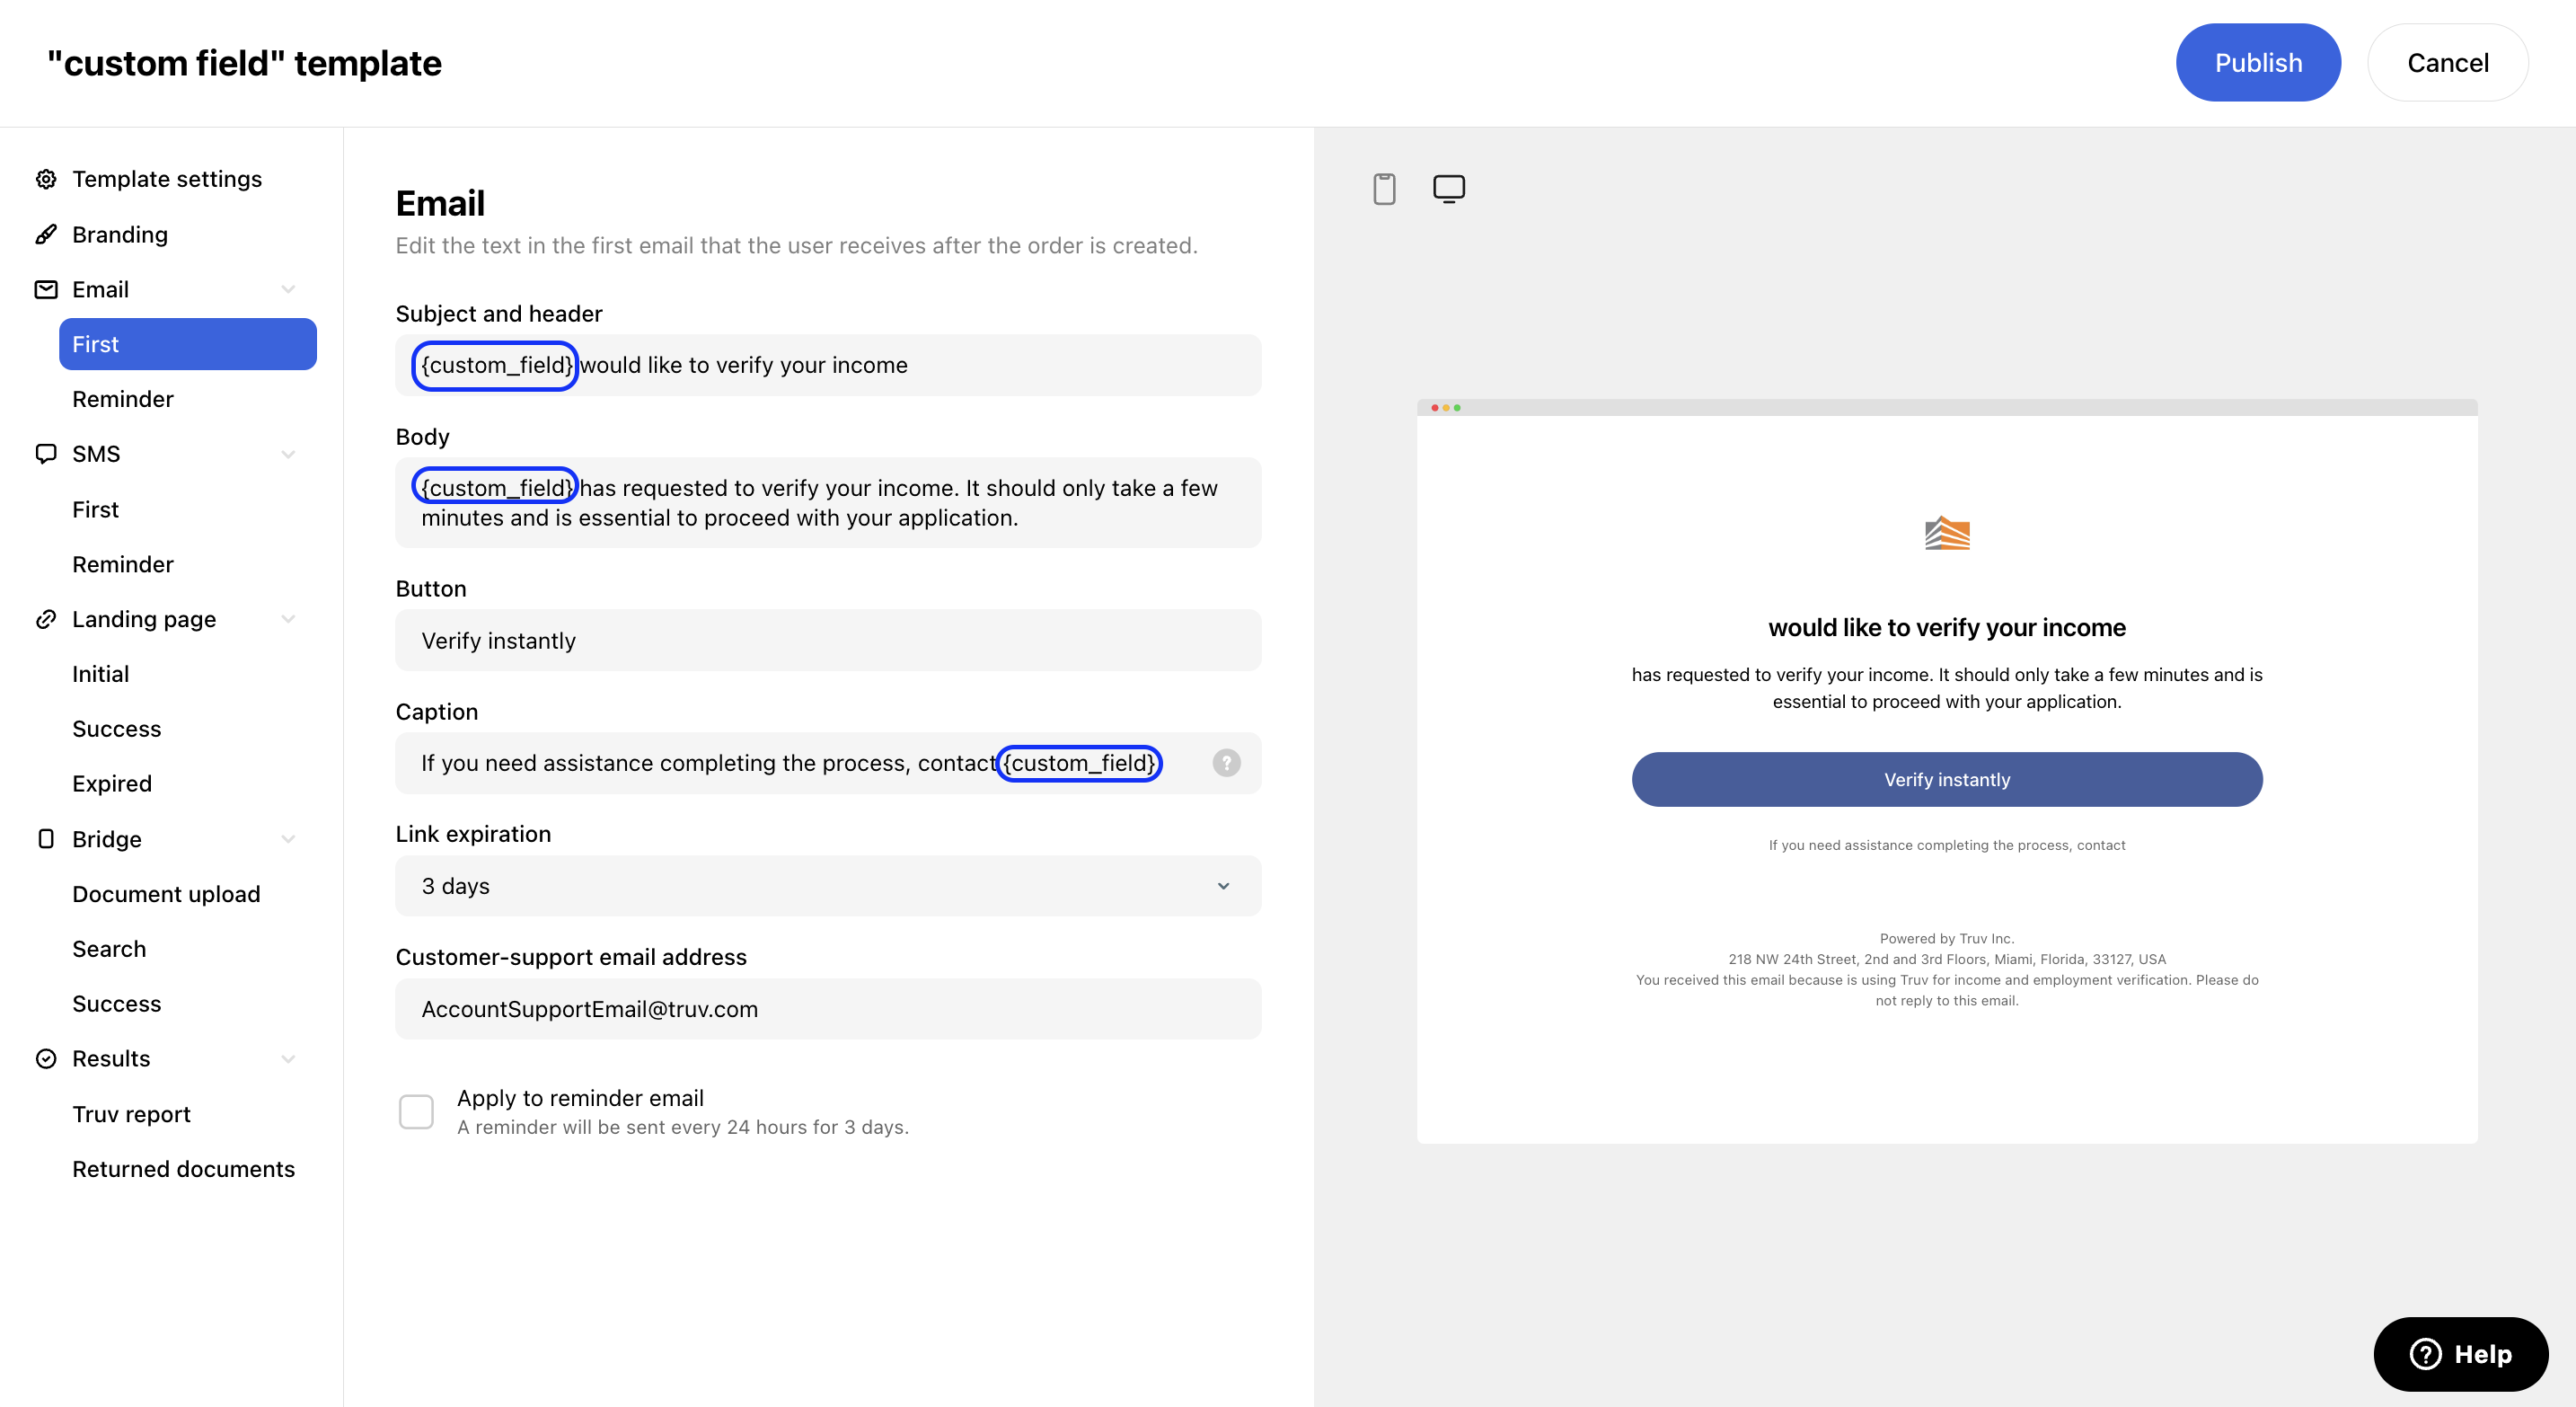 "custom field" template
Publish
Cancel
Template settings
Branding
Email
First
Reminder
SMS
First
Reminder
Landing page
Initial
Success
Expired
Bridge
Document upload
Search
Success
Results
Truv report
Returned documents
Email
Edit the text in the first email that the user receives after the order is created.
Subject and header
{custom_field} would like to verify your income
Body
{custom_field} has requested to verify your income. It should only take a few
minutes and is essential to proceed with your application.
Button
Verify instantly
Caption
If you need assistance completing the process, contact {custom_field}
?
Link expiration
3 days
Customer-support email address
AccountSupportEmail@truv.com
Apply to reminder email
A reminder will be sent every 24 hours for 3 days.
would like to verify your income
has requested to verify your income. It should only take a few minutes and is
essential to proceed with your application.
Verify instantly
If you need assistance completing the process, contact
Powered by Truv Inc.
218 NW 24th Street, 2nd and 3rd Floors, Miami, Florida, 33127, USA
You received this email because is using Truv for income and employment verification. Please do
not reply to this email.
? Help